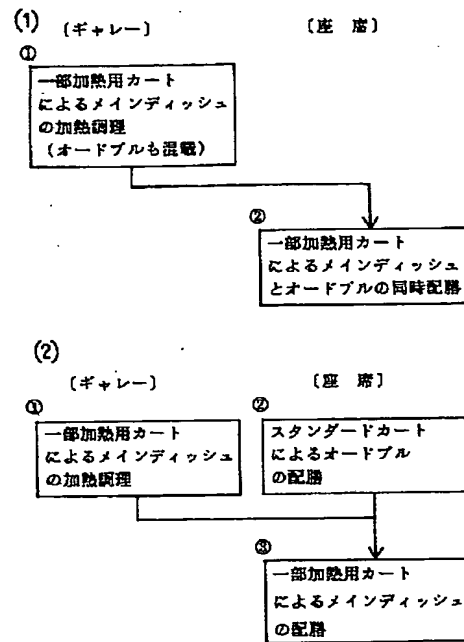 (1)
〔ギャレー〕 〔座 席〕
①
一部加熱用カート
によるメインディッシュ
の加熱調理
(オードブルも混載)
②
一部加熱用カート
によるメインディッシュ
とオードブルの同時配膳
(2)
〔ギャレー〕 〔座 席〕
① ②
一部加熱用カート
によるメインディッシュ
の加熱調理
スタンダードカート
によるオードブル
の配膳
③
一部加熱用カート
によるメインディッシュ
の配膳